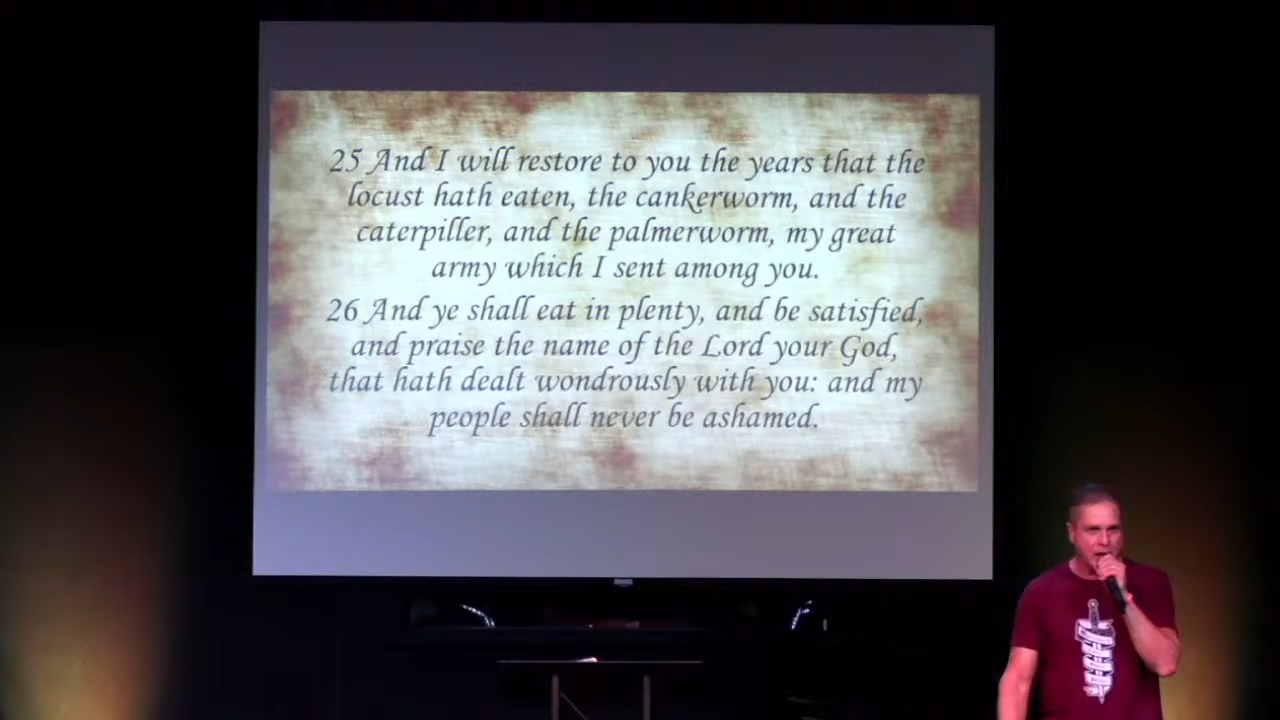 25 And I will restore to you the years that the
locust hath eaten, the cankerworm, and the
caterpiller, and the palmerworm, my great
army which I sent among you.
26 And ye shall eat in plenty, and be satisfied,
and praise the name of the Lord your God,
that hath dealt wondrously with you: and my
people shall never be ashamed.